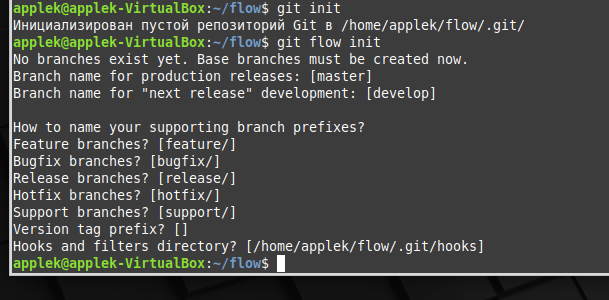 applek@applek-VirtualBox:~/flow$ git init
Инициализирован пустой репозиторий Git в /home/applek/flow/.git/
applek@applek-VirtualBox:~/flow$ git flow init
No branches exist yet. Base branches must be created now.
Branch name for production releases: [master]
Branch name for "next release" development: [develop]

How to name your supporting branch prefixes?
Feature branches? [feature/]
Bugfix branches? [bugfix/]
Release branches? [release/]
Hotfix branches? [hotfix/]
Support branches? [support/]
Version tag prefix? []
Hooks and filters directory? [/home/applek/flow/.git/hooks]
applek@applek-VirtualBox:~/flow$